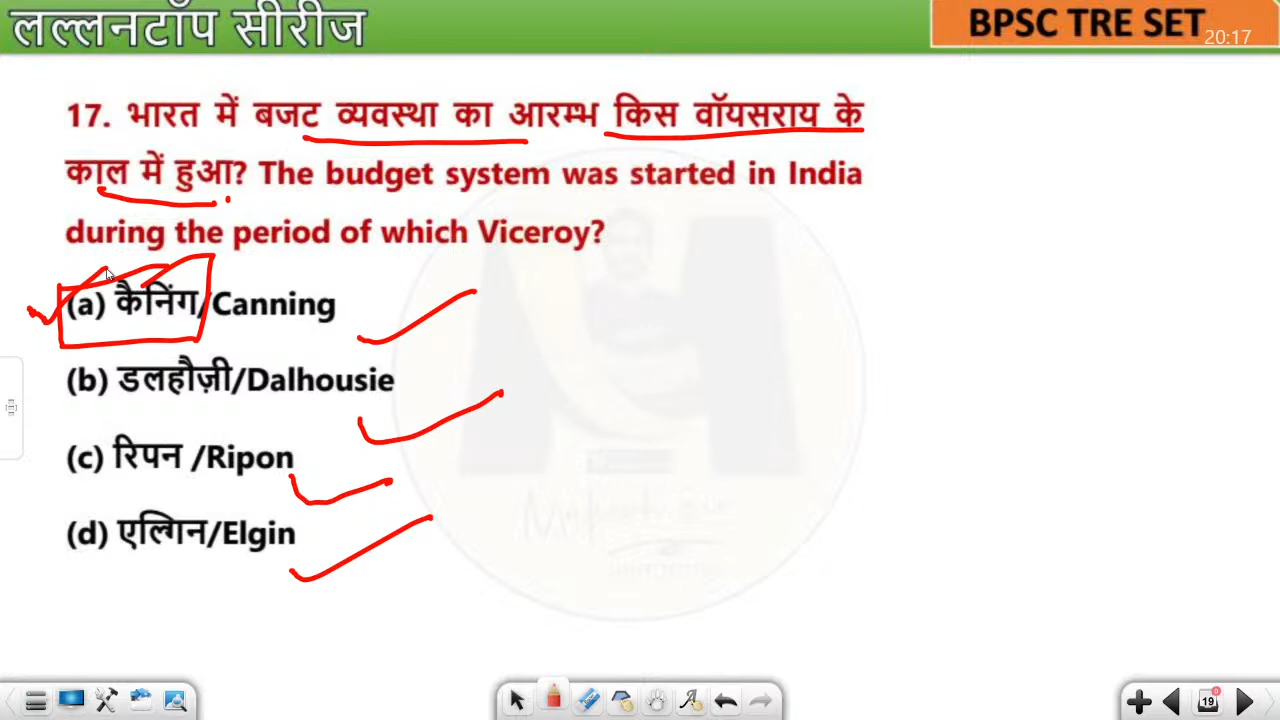 लल्लनटॉप सीरीज
BPSC TRE SET
20:17
17. भारत में बजट व्यवस्था का आरम्भ किस वॉयसराय के
काल में हुआ? The budget system was started in India
during the period of which Viceroy?
(a) कैनिंग/Canning
(b) डलहौज़ी/Dalhousie
(c) रिपन /Ripon
(d) एल्गिन/Elgin
19